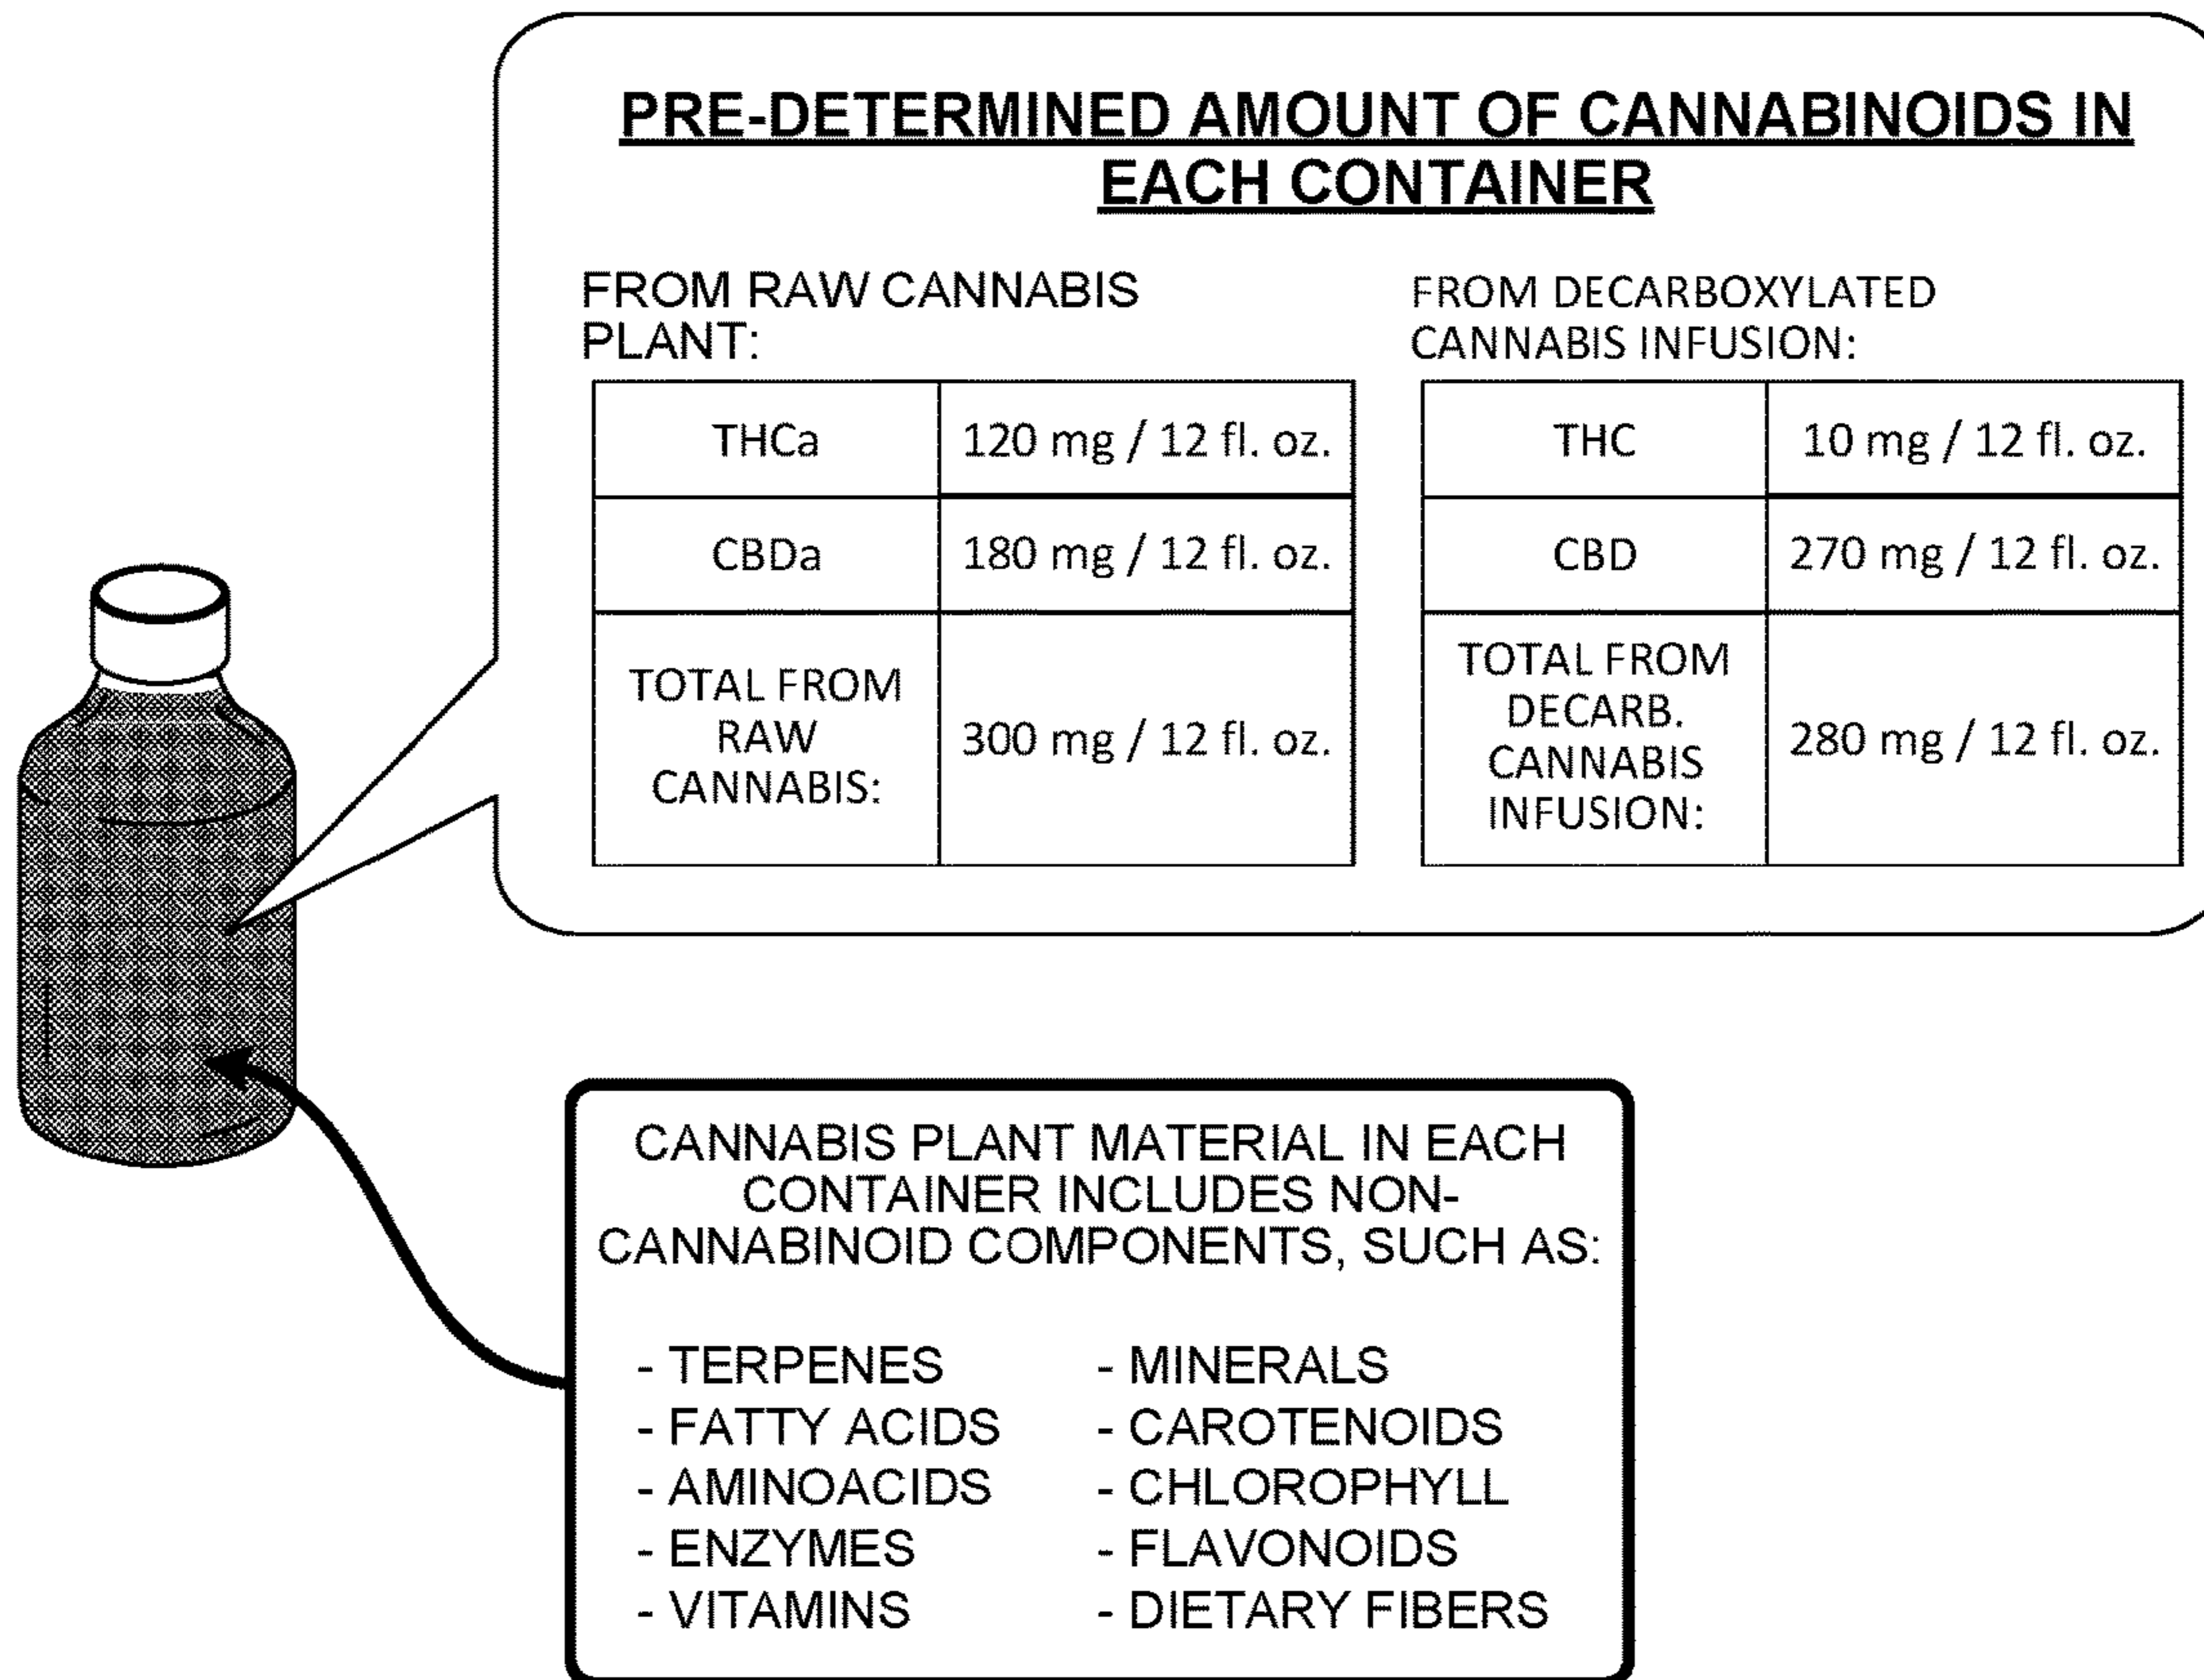 PRE-DETERMINED AMOUNT OF CANNABINOIDS IN
EACH CONTAINER
FROM RAW CANNABIS
PLANT:
THCa 120 mg / 12 fl. oz.
CBDa 180 mg / 12 fl. oz.
TOTAL FROM
RAW
CANNABIS:
300 mg / 12 fl. oz.
FROM DECARBOXYLATED
CANNABIS INFUSION:
THC 10 mg / 12 fl. oz.
CBD 270 mg / 12 fl. oz.
TOTAL FROM
DECARB.
CANNABIS
INFUSION:
280 mg / 12 fl. oz.
CANNABIS PLANT MATERIAL IN EACH
CONTAINER INCLUDES NON-
CANNABINOID COMPONENTS, SUCH AS:
- TERPENES
- FATTY ACIDS
- AMINOACIDS
- ENZYMES
- VITAMINS
- MINERALS
- CAROTENOIDS
- CHLOROPHYLL
- FLAVONOIDS
- DIETARY FIBERS